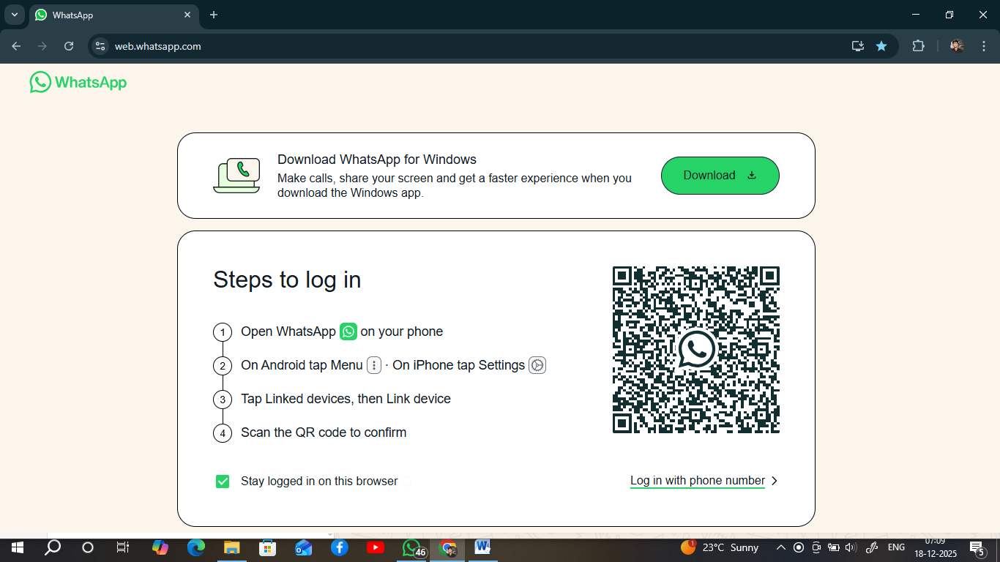 WhatsApp
web.whatsapp.com
WhatsApp
Download WhatsApp for Windows
Make calls, share your screen and get a faster experience when you
download the Windows app.
Download
Steps to log in
1 Open WhatsApp on your phone
2 On Android tap Menu · On iPhone tap Settings
3 Tap Linked devices, then Link device
4 Scan the QR code to confirm
Stay logged in on this browser
Log in with phone number
46
W
1
23°C Sunny
ENG
07:09
18-12-2025
5